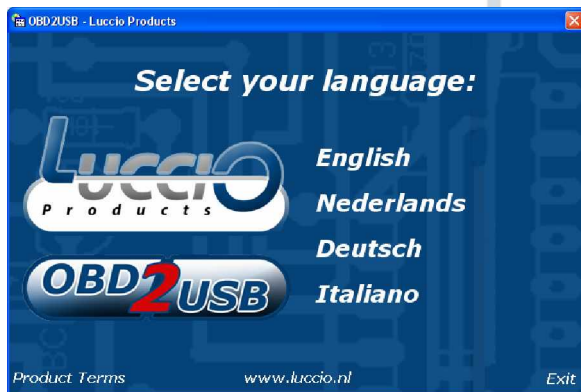 OBD2USB - Luccio Products
Select your language:
LUCCIO
Products
English
Nederlands
Deutsch
Italiano
OBD2USB
Product Terms
www.luccio.nl
Exit